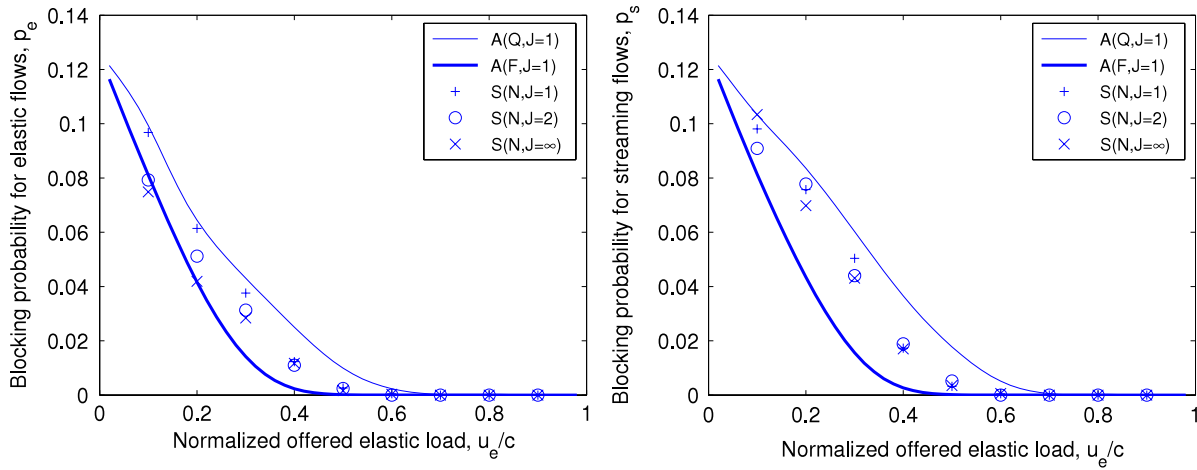 Blocking probability for elastic flows, p_e
0.14
0.12
0.1
0.08
0.06
0.04
0.02
0
0 0.2 0.4 0.6 0.8 1
Normalized offered elastic load, u_e/c
A(Q,J=1)
A(F,J=1)
S(N,J=1)
S(N,J=2)
S(N,J=∞)
Blocking probability for streaming flows, p_s
0.14
0.12
0.1
0.08
0.06
0.04
0.02
0
0 0.2 0.4 0.6 0.8 1
Normalized offered elastic load, u_e/c
A(Q,J=1)
A(F,J=1)
S(N,J=1)
S(N,J=2)
S(N,J=∞)